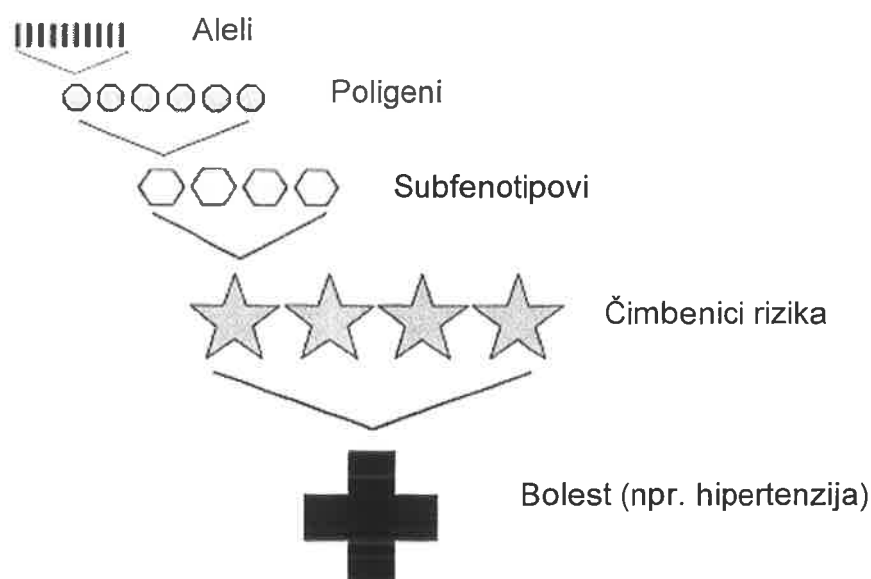 Aleli
Poligeni
Subfenotipovi
Čimbenici rizika
Bolest (npr. hipertenzija)